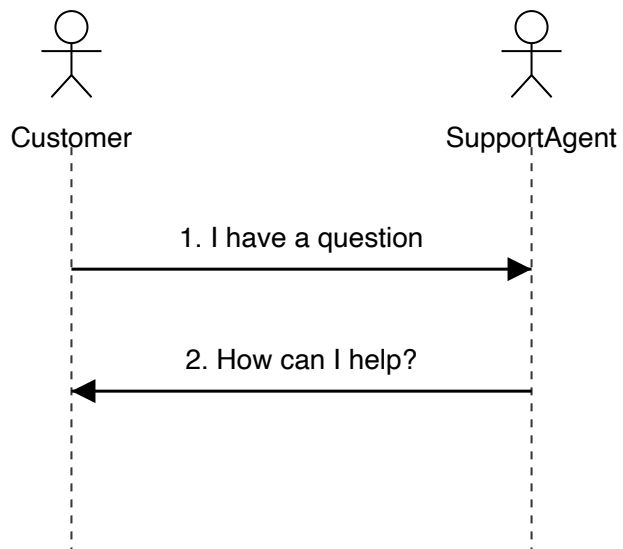 Customer
SupportAgent
1. I have a question
2. How can I help?